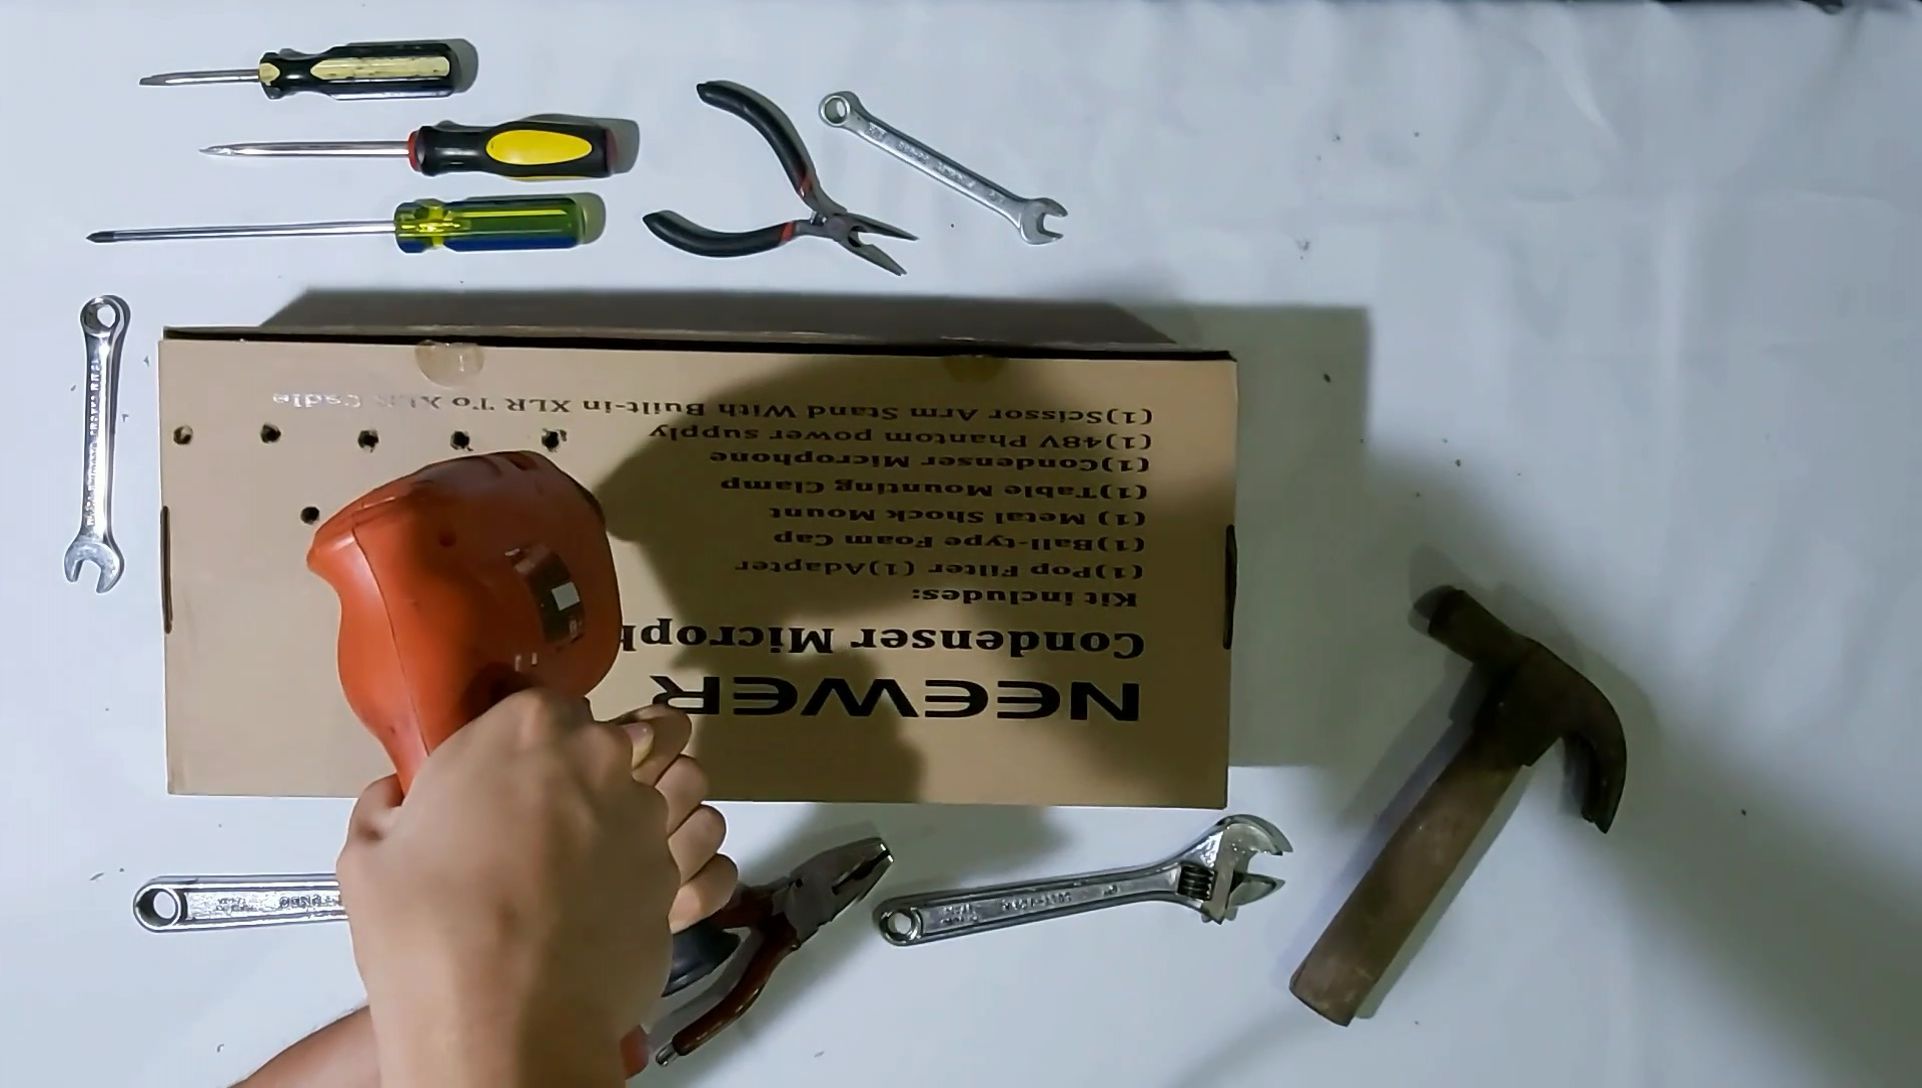 NEEWER
Condenser Microph
Kit includes:
(1)Pop Filter (1)Adapter
(1)Ball-type Foam Cap
(1) Metal Shock Mount
(1)Table Mounting Clamp
(1)Condenser Microphone
(1)48V Phantom power supply
(1)Scissor Arm Stand With Built-in XLR To XLR Cable